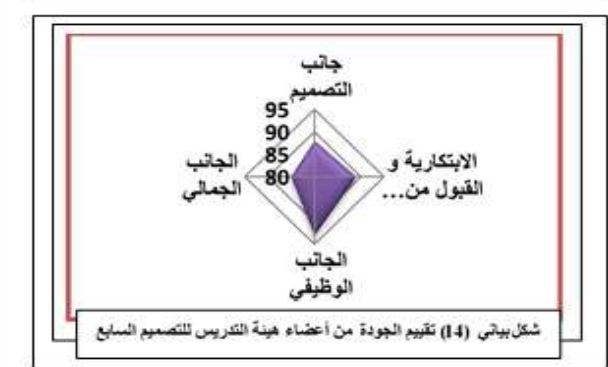 جانب
التصميم
95
90
85
80
الابتكارية و
القبول من...
الجانب
الجمالي
الجانب
الوظيفي
شكل بياني (14) تقييم الجودة من أعضاء هيئة التدريس للتصميم السابع